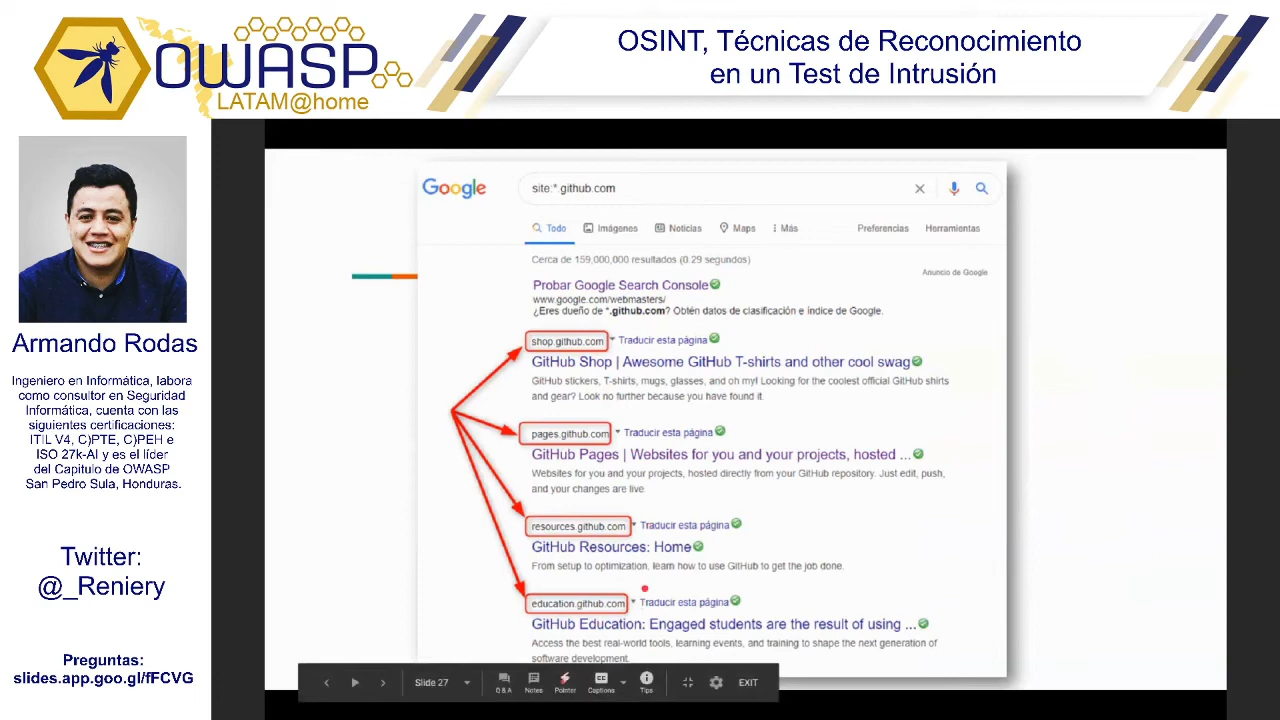 OWASP
LATAM@home
OSINT, Técnicas de Reconocimiento
en un Test de Intrusión
Armando Rodas
Ingeniero en Informática, labora
como consultor en Seguridad
Informática, cuenta con las
siguientes certificaciones:
ITIL V4, C)PTE, C)PEH e
ISO 27k-AI y es el líder
del Capitulo de OWASP
San Pedro Sula, Honduras.
Twitter:
@_Reniery
Preguntas:
slides.app.goo.gl/fFCVG
Google
site:*.github.com
Todo Imágenes Noticias Maps Más Preferencias Herramientas
Cerca de 159,000,000 resultados (0.29 segundos)
Anuncio de Google
Probar Google Search Console
www.google.com/webmasters/
¿Eres dueño de *.github.com? Obtén datos de clasificación e índice de Google.
shop.github.com Traducir esta página
GitHub Shop | Awesome GitHub T-shirts and other cool swag
GitHub stickers, T-shirts, mugs, glasses, and oh my! Looking for the coolest official GitHub shirts
and gear? Look no further because you have found it.
pages.github.com Traducir esta página
GitHub Pages | Websites for you and your projects, hosted ...
Websites for you and your projects, hosted directly from your GitHub repository. Just edit, push,
and your changes are live.
resources.github.com Traducir esta página
GitHub Resources: Home
From setup to optimization, learn how to use GitHub to get the job done.
education.github.com Traducir esta página
GitHub Education: Engaged students are the result of using ...
Access the best real-world tools, learning events, and training to shape the next generation of
software development.
Slide 27
Q & A
Notes
Pointer
CC
Captions
Tips
EXIT